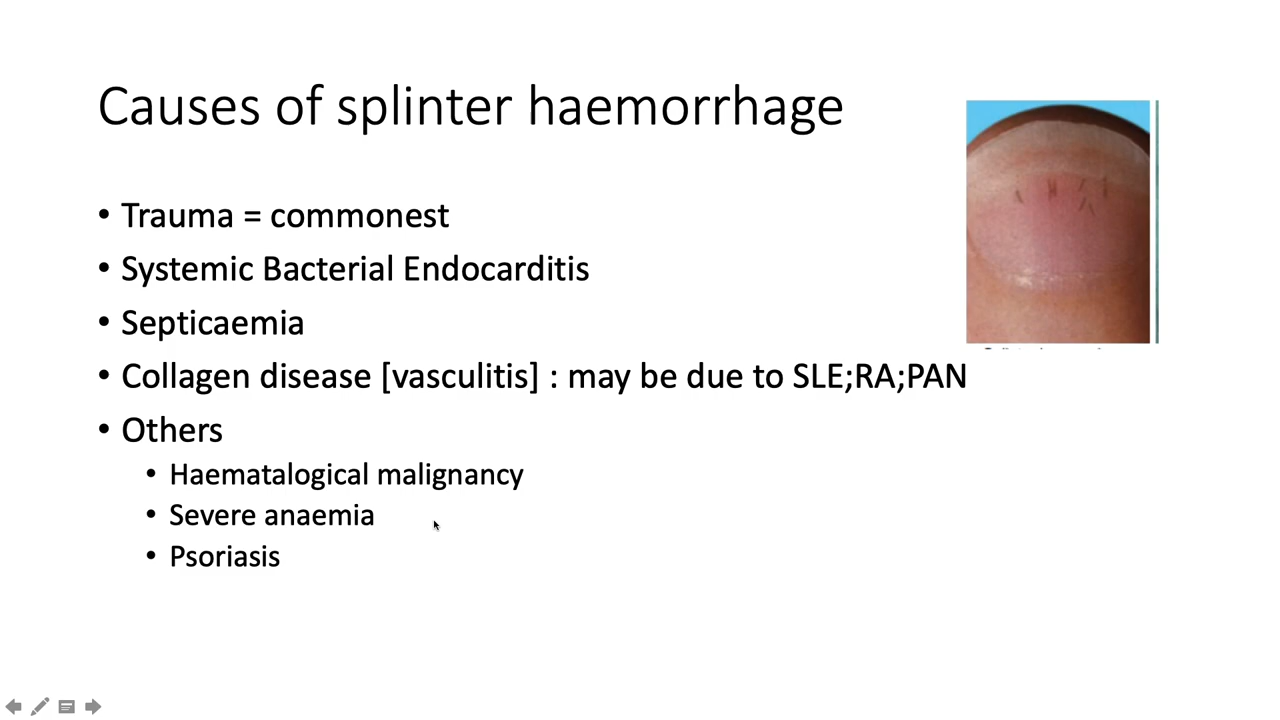 Causes of splinter haemorrhage
• Trauma = commonest
• Systemic Bacterial Endocarditis
• Septicaemia
• Collagen disease [vasculitis] : may be due to SLE;RA;PAN
• Others
• Haematalogical malignancy
• Severe anaemia
• Psoriasis